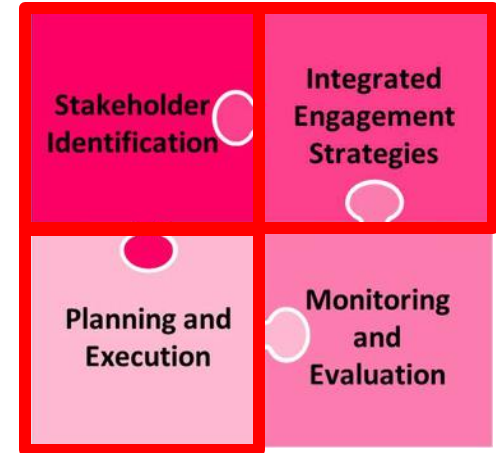 Stakeholder
Identification
Integrated
Engagement
Strategies
Planning and
Execution
Monitoring
and
Evaluation